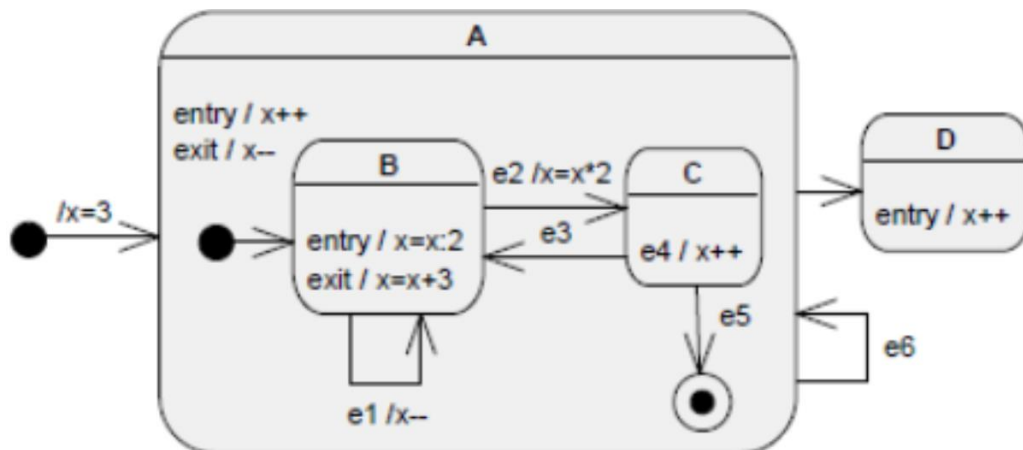 A
entry / x++
exit / x--
/x=3
B
entry / x=x:2
exit / x=x+3
e2 /x=x*2
e3
C
e4 / x++
D
entry / x++
e5
e6
e1 /x--